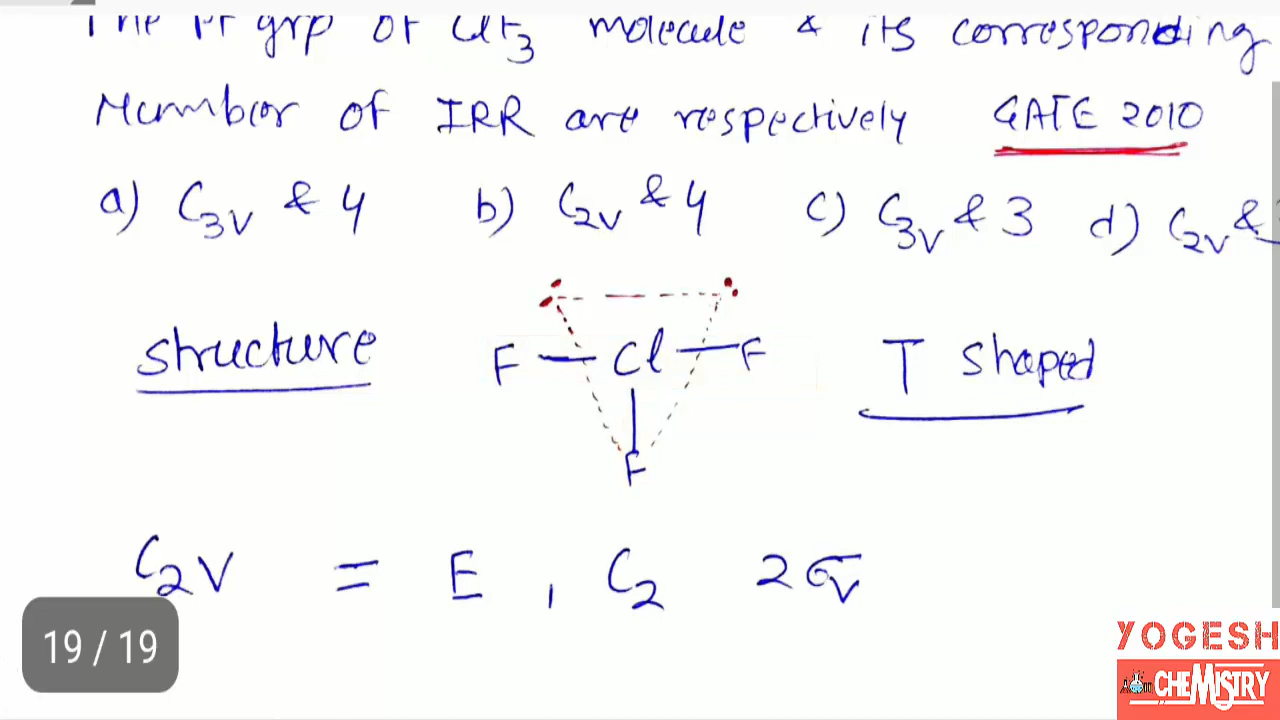 The Pt grp of ClF3 molecule & its corresponding
Number of IRR are respectively GATE 2010
a) C3v & 4 b) C2v & 4 c) C3v & 3 d) C2v &
structure
F Cl F
F
T shaped
C2v = E , C2 2σv
19 / 19
YOGESH
CHEMISTRY